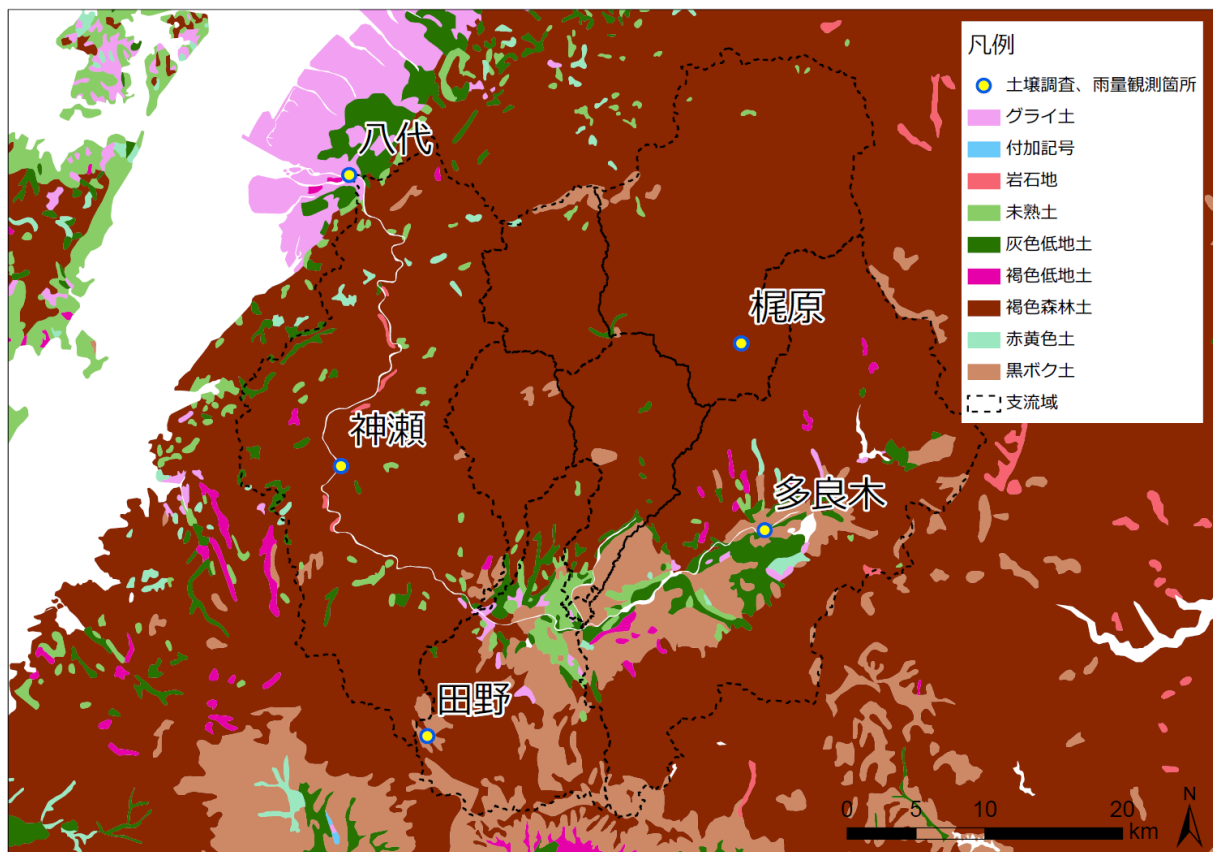 凡例
土壌調査、雨量観測箇所
グライ土
付加記号
岩石地
未熟土
灰色低地土
褐色低地土
褐色森林土
赤黄色土
黒ボク土
支流域
八代
梶原
神瀬
多良木
田野
0 5 10 20
km
N